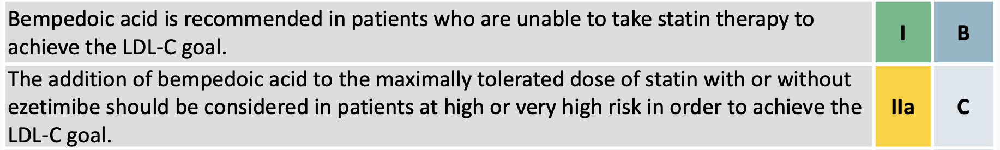 Bempedoic acid is recommended in patients who are unable to take statin therapy to
achieve the LDL-C goal.
I
B
The addition of bempedoic acid to the maximally tolerated dose of statin with or without
ezetimibe should be considered in patients at high or very high risk in order to achieve the
LDL-C goal.
IIa
C